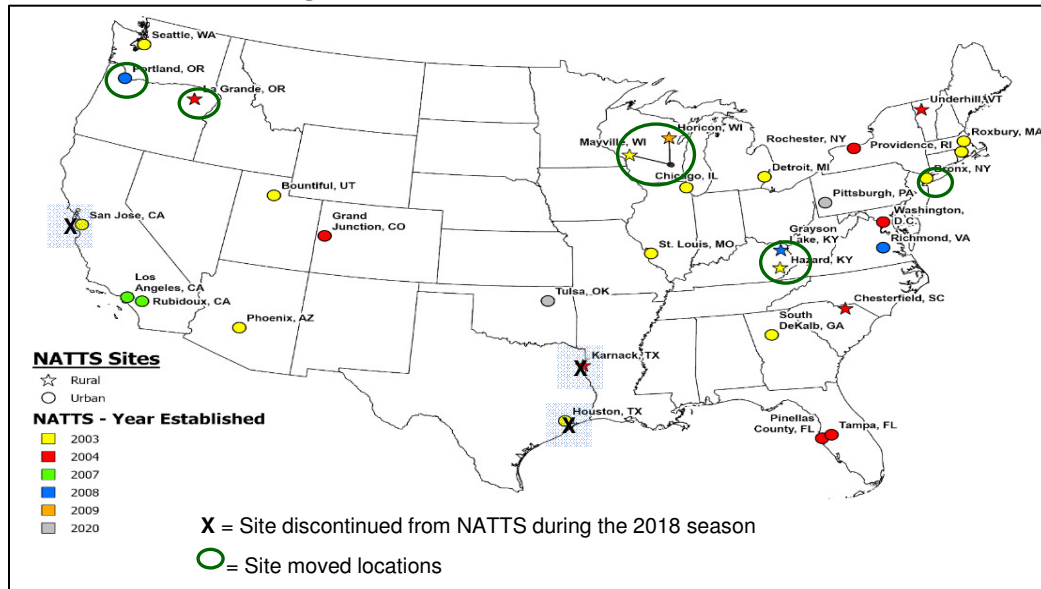 Seattle, WA
Portland, OR
La Grande, OR
Underhill, VT
Horicon, WI
Mayville, WI
Rochester, NY
Roxbury, MA
Providence, RI
Detroit, MI
Chicago, IL
Bronx, NY
Bountiful, UT
Pittsburgh, PA
San Jose, CA
X
Grand
Junction, CO
Washington,
D.C.
Grayson
Lake, KY
Richmond, VA
St. Louis, MO
Hazard, KY
Los
Angeles, CA
Rubidoux, CA
Tulsa, OK
Chesterfield, SC
Phoenix, AZ
South
DeKalb, GA
Karnack, TX
X
Houston, TX
X
Pinellas
County, FL
Tampa, FL
NATTS Sites
Rural
Urban
NATTS - Year Established
2003
2004
2007
2008
2009
2020
X = Site discontinued from NATTS during the 2018 season
= Site moved locations